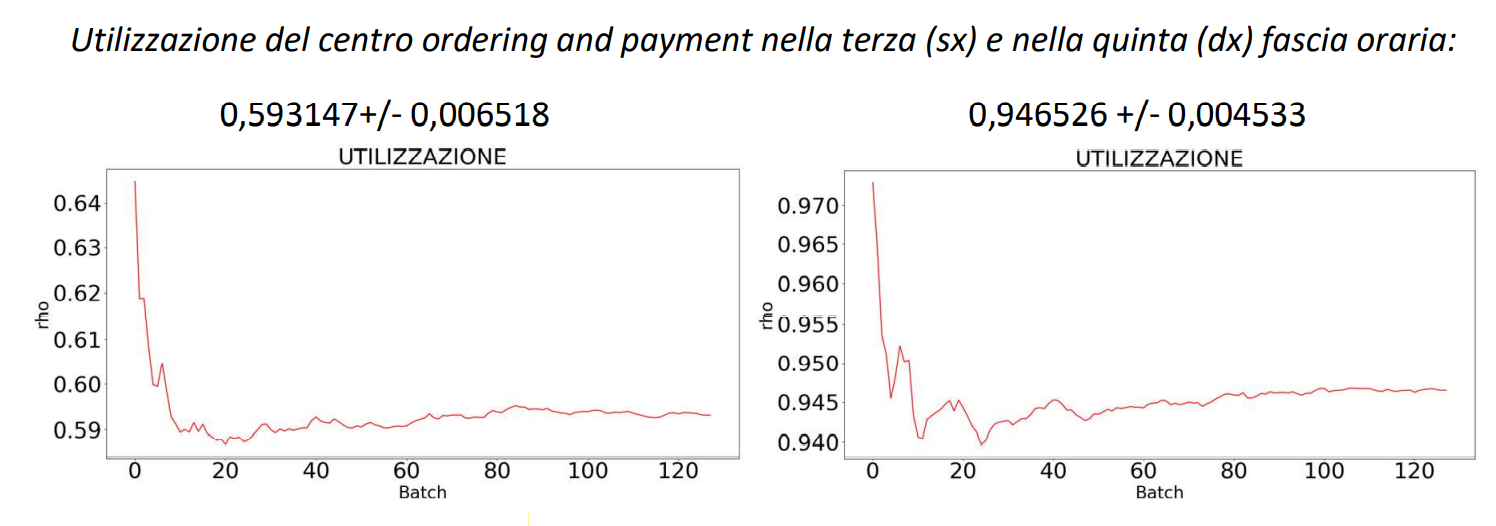 Utilizzazione del centro ordering and payment nella terza (sx) e nella quinta (dx) fascia oraria:
0,593147+/- 0,006518
0,946526 +/- 0,004533
UTILIZZAZIONE
0.64
0.63
0.62
0.61
0.60
0.59
rho
0 20 40 60 80 100 120
Batch
UTILIZZAZIONE
0.970
0.965
0.960
0.955
0.950
0.945
0.940
rho
0 20 40 60 80 100 120
Batch